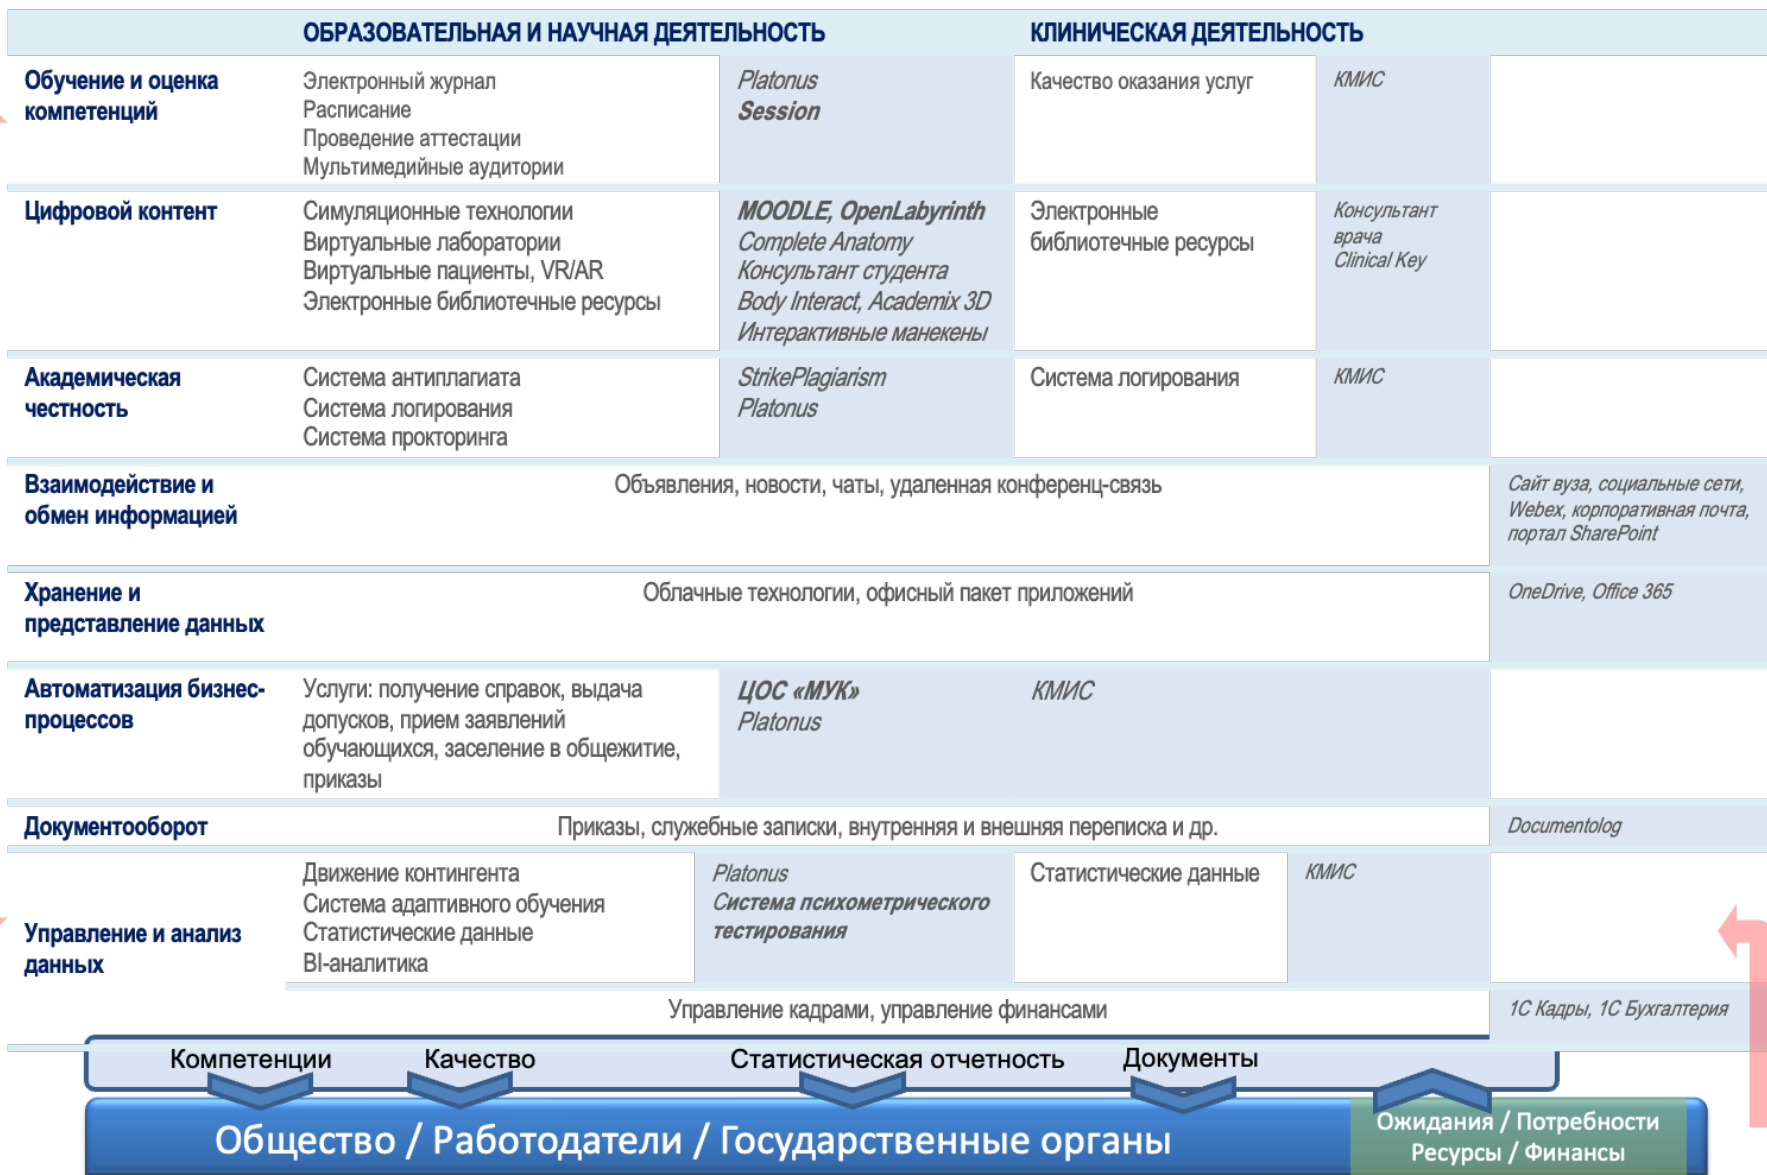 ОБРАЗОВАТЕЛЬНАЯ И НАУЧНАЯ ДЕЯТЕЛЬНОСТЬ
КЛИНИЧЕСКАЯ ДЕЯТЕЛЬНОСТЬ
Обучение и оценка
компетенций
Электронный журнал
Расписание
Проведение аттестации
Мультимедийные аудитории
Platonus
Session
Качество оказания услуг
КМИС
Цифровой контент
Симуляционные технологии
Виртуальные лаборатории
Виртуальные пациенты, VR/AR
Электронные библиотечные ресурсы
MOODLE, OpenLabyrinth
Complete Anatomy
Консультант студента
Body Interact, Academix 3D
Интерактивные манекены
Электронные
библиотечные ресурсы
Консультант
врача
Clinical Key
Академическая
честность
Система антиплагиата
Система логирования
Система прокторинга
StrikePlagiarism
Platonus
Система логирования
КМИС
Взаимодействие и
обмен информацией
Объявления, новости, чаты, удаленная конференц-связь
Сайт вуза, социальные сети,
Webex, корпоративная почта,
портал SharePoint
Хранение и
представление данных
Облачные технологии, офисный пакет приложений
OneDrive, Office 365
Автоматизация бизнес-
процессов
Услуги: получение справок, выдача
допусков, прием заявлений
обучающихся, заселение в общежитие,
приказы
ЦОС «МУК»
Platonus
КМИС
Документооборот
Приказы, служебные записки, внутренняя и внешняя переписка и др.
Documentolog
Управление и анализ
данных
Движение контингента
Система адаптивного обучения
Статистические данные
BI-аналитика
Platonus
Система психометрического
тестирования
Статистические данные
КМИС
Управление кадрами, управление финансами
1С Кадры, 1С Бухгалтерия
Компетенции
Качество
Статистическая отчетность
Документы
Общество / Работодатели / Государственные органы
Ожидания / Потребности
Ресурсы / Финансы